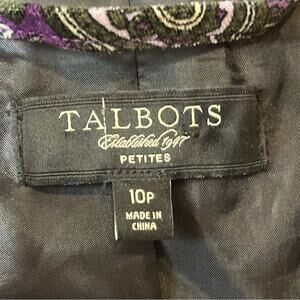 TALBOTS
Established 1947
PETITES
10P
MADE IN
CHINA